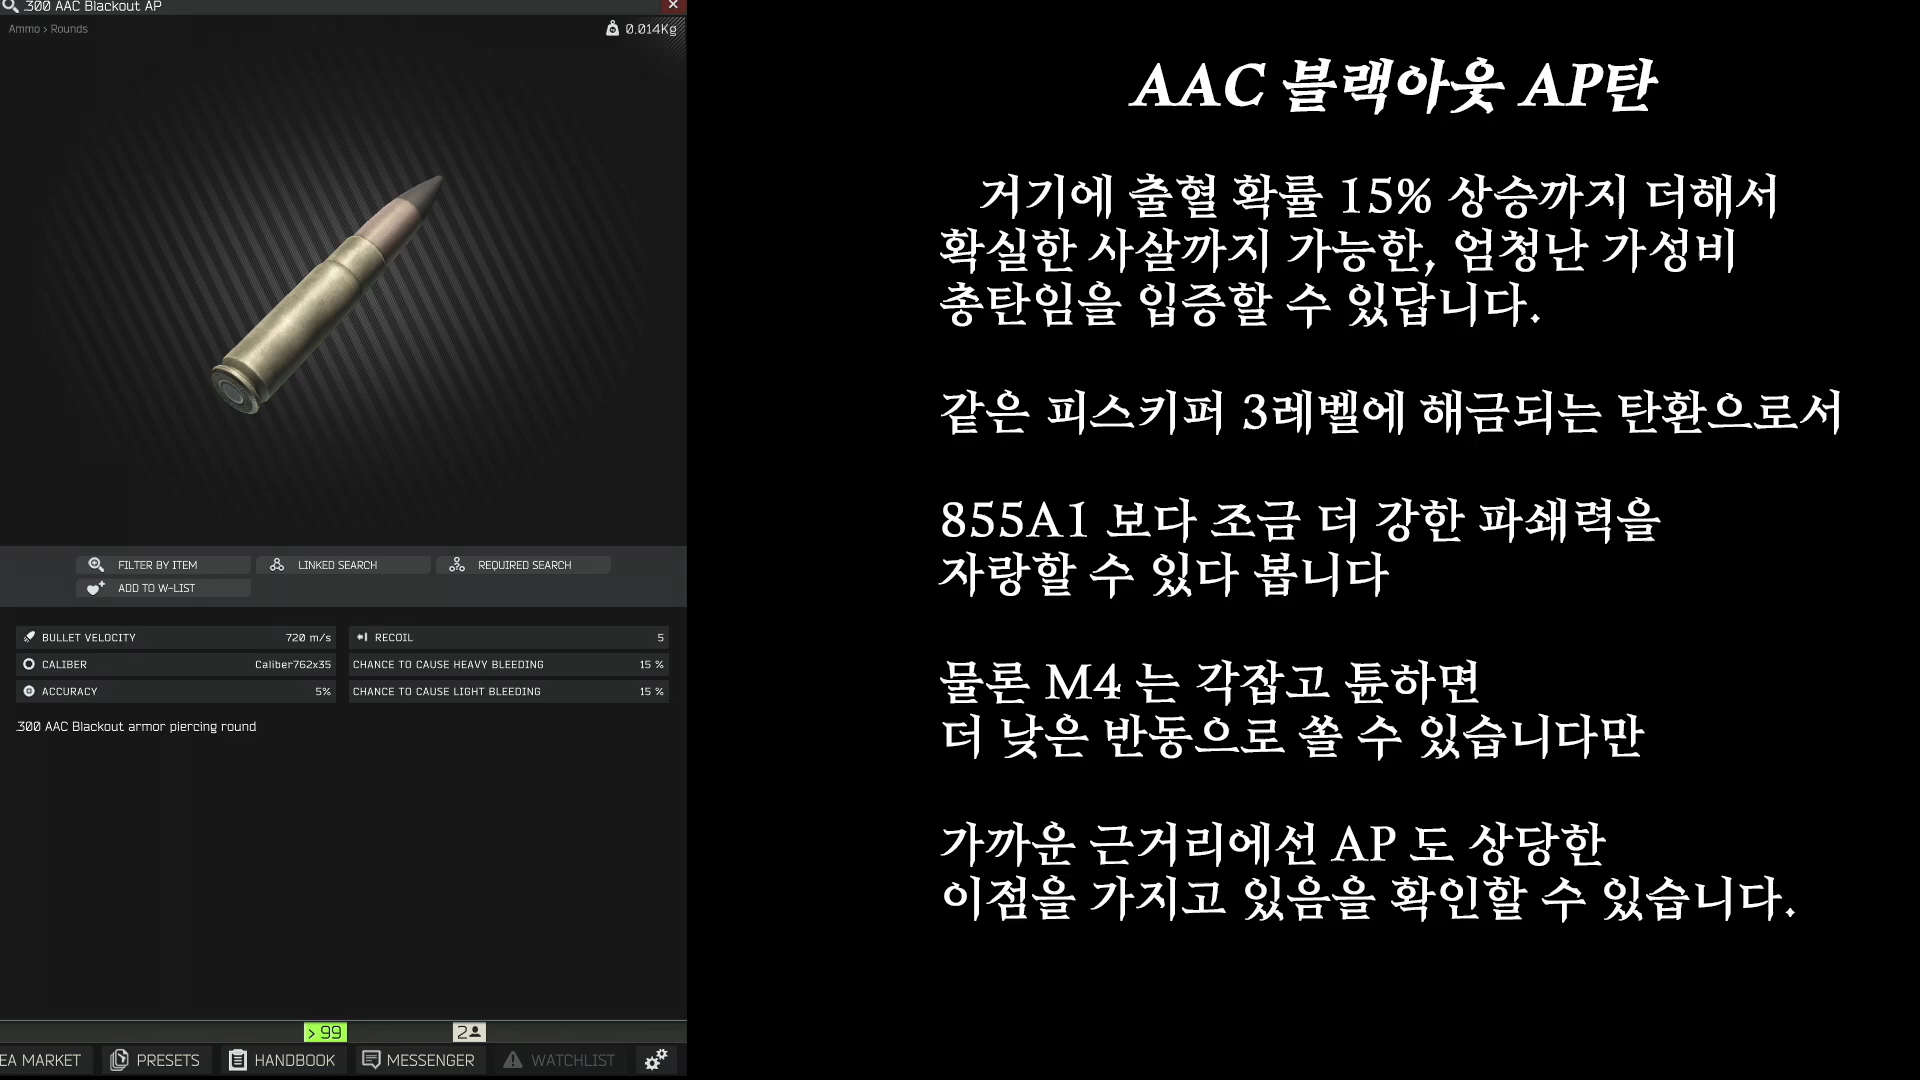 .300 AAC Blackout AP
Ammo > Rounds
0.014Kg
FILTER BY ITEM
LINKED SEARCH
REQUIRED SEARCH
ADD TO W-LIST
BULLET VELOCITY 720 m/s
RECOIL 5
CALIBER Caliber762x35
CHANCE TO CAUSE HEAVY BLEEDING 15 %
ACCURACY 5%
CHANCE TO CAUSE LIGHT BLEEDING 15 %
.300 AAC Blackout armor piercing round
> 99
2
EA MARKET
PRESETS
HANDBOOK
MESSENGER
WATCHLIST
AAC 블랙아웃 AP탄
거기에 출혈 확률 15% 상승까지 더해서
확실한 사살까지 가능한, 엄청난 가성비
총탄임을 입증할 수 있답니다.
같은 피스키퍼 3레벨에 해금되는 탄환으로서
855A1 보다 조금 더 강한 파쇄력을
자랑할 수 있다 봅니다
물론 M4 는 각잡고 튠하면
더 낮은 반동으로 쏠 수 있습니다만
가까운 근거리에선 AP 도 상당한
이점을 가지고 있음을 확인할 수 있습니다.